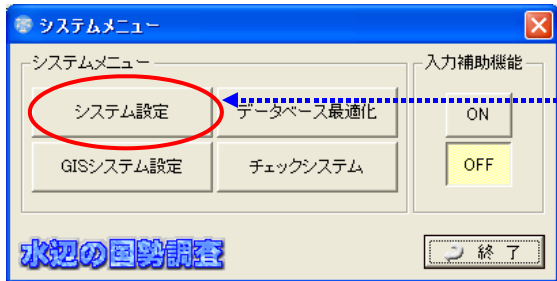 システムメニュー
システムメニュー
入力補助機能
システム設定
データベース最適化
ON
GISシステム設定
チェックシステム
OFF
水辺の国勢調査
終了